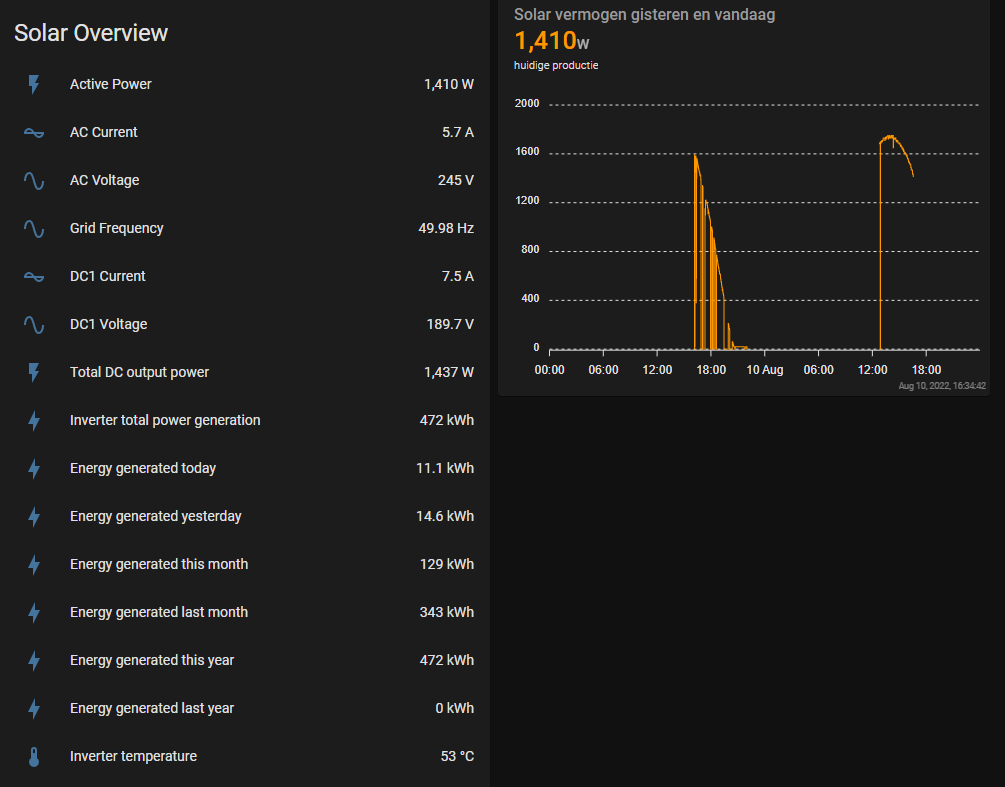 Solar Overview
Active Power 1,410 W
AC Current 5.7 A
AC Voltage 245 V
Grid Frequency 49.98 Hz
DC1 Current 7.5 A
DC1 Voltage 189.7 V
Total DC output power 1,437 W
Inverter total power generation 472 kWh
Energy generated today 11.1 kWh
Energy generated yesterday 14.6 kWh
Energy generated this month 129 kWh
Energy generated last month 343 kWh
Energy generated this year 472 kWh
Energy generated last year 0 kWh
Inverter temperature 53 °C
Solar vermogen gisteren en vandaag
1,410 W
huidige productie
2000
1600
1200
800
400
0
00:00 06:00 12:00 18:00 10 Aug 06:00 12:00 18:00
Aug 10, 2022, 16:34:42